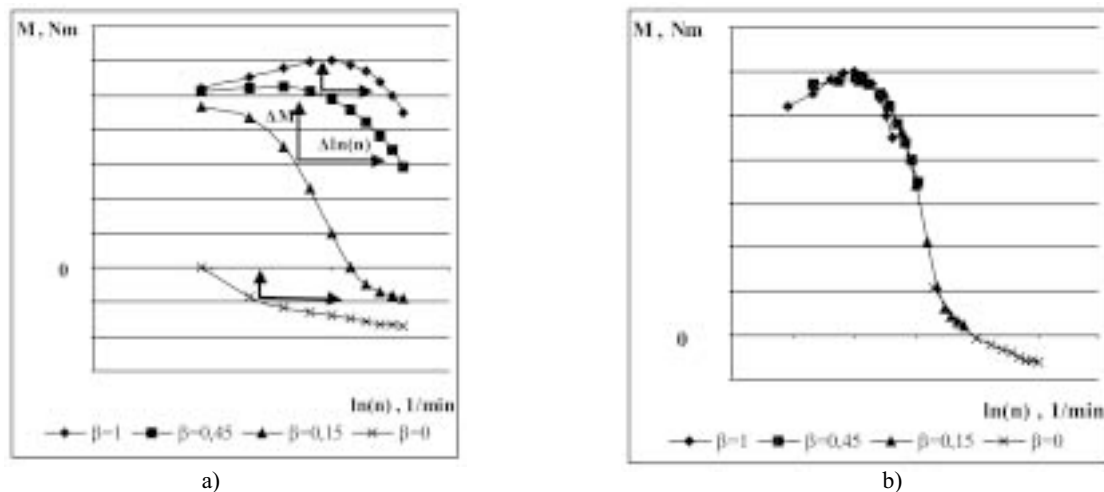 M , Nm
ΔM
Δln(n)
0
ln(n) , 1/min
β=1 β=0,45 β=0,15 β=0
a)
M , Nm
0
ln(n) , 1/min
β=1 β=0,45 β=0,15 β=0
b)